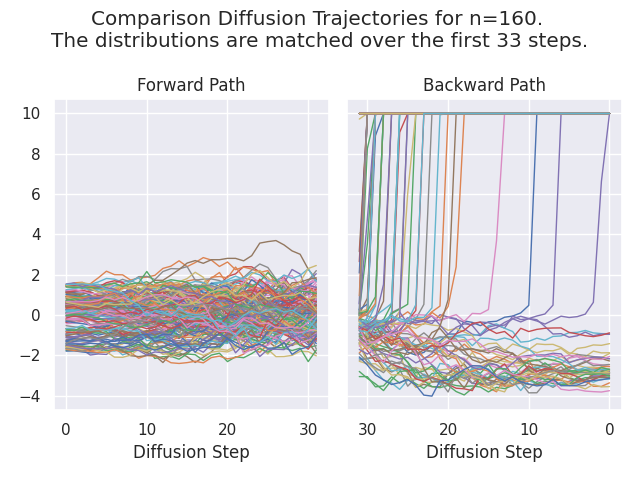 Comparison Diffusion Trajectories for n=160.
The distributions are matched over the first 33 steps.
Forward Path
Backward Path
10
8
6
4
2
0
−2
−4
0 10 20 30
30 20 10 0
Diffusion Step
Diffusion Step